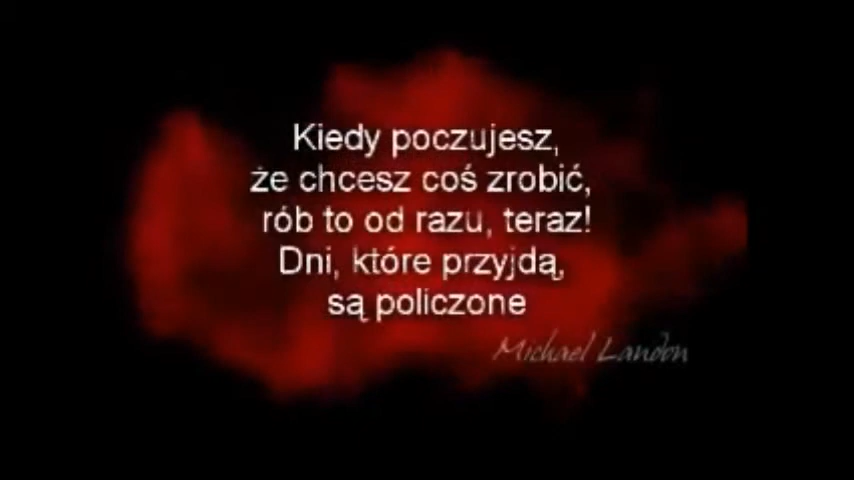 Kiedy poczujesz,
że chcesz coś zrobić,
rób to od razu, teraz!
Dni, które przyjdą,
są policzone
Michael Landon